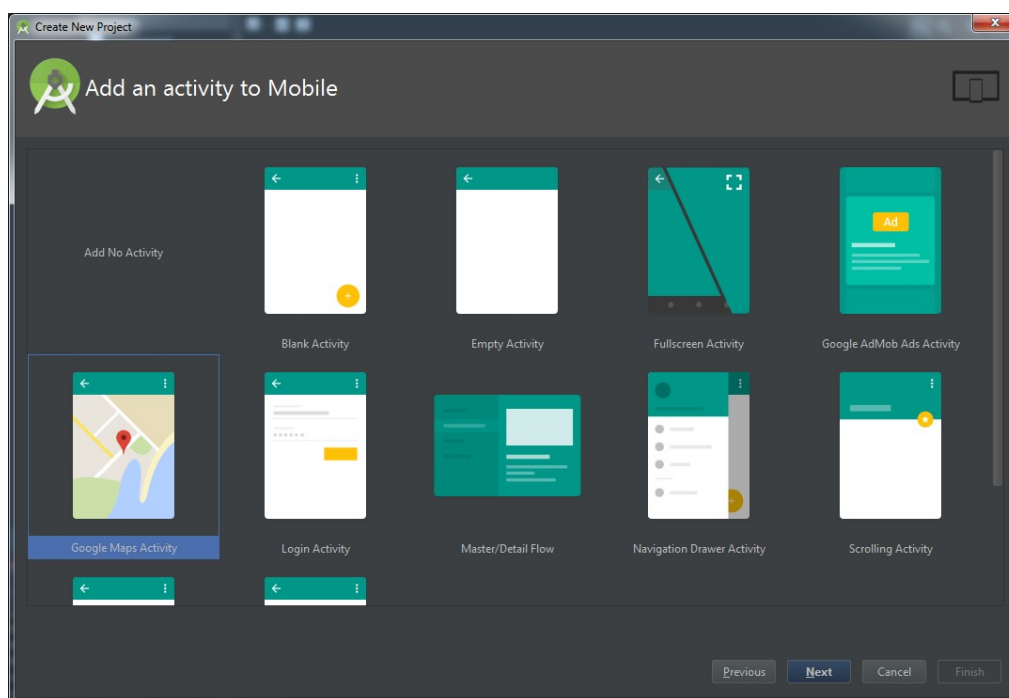 Create New Project
Add an activity to Mobile
Add No Activity
Blank Activity
Empty Activity
Fullscreen Activity
Ad
Google AdMob Ads Activity
Google Maps Activity
Login Activity
Master/Detail Flow
Navigation Drawer Activity
Scrolling Activity
Previous
Next
Cancel
Finish